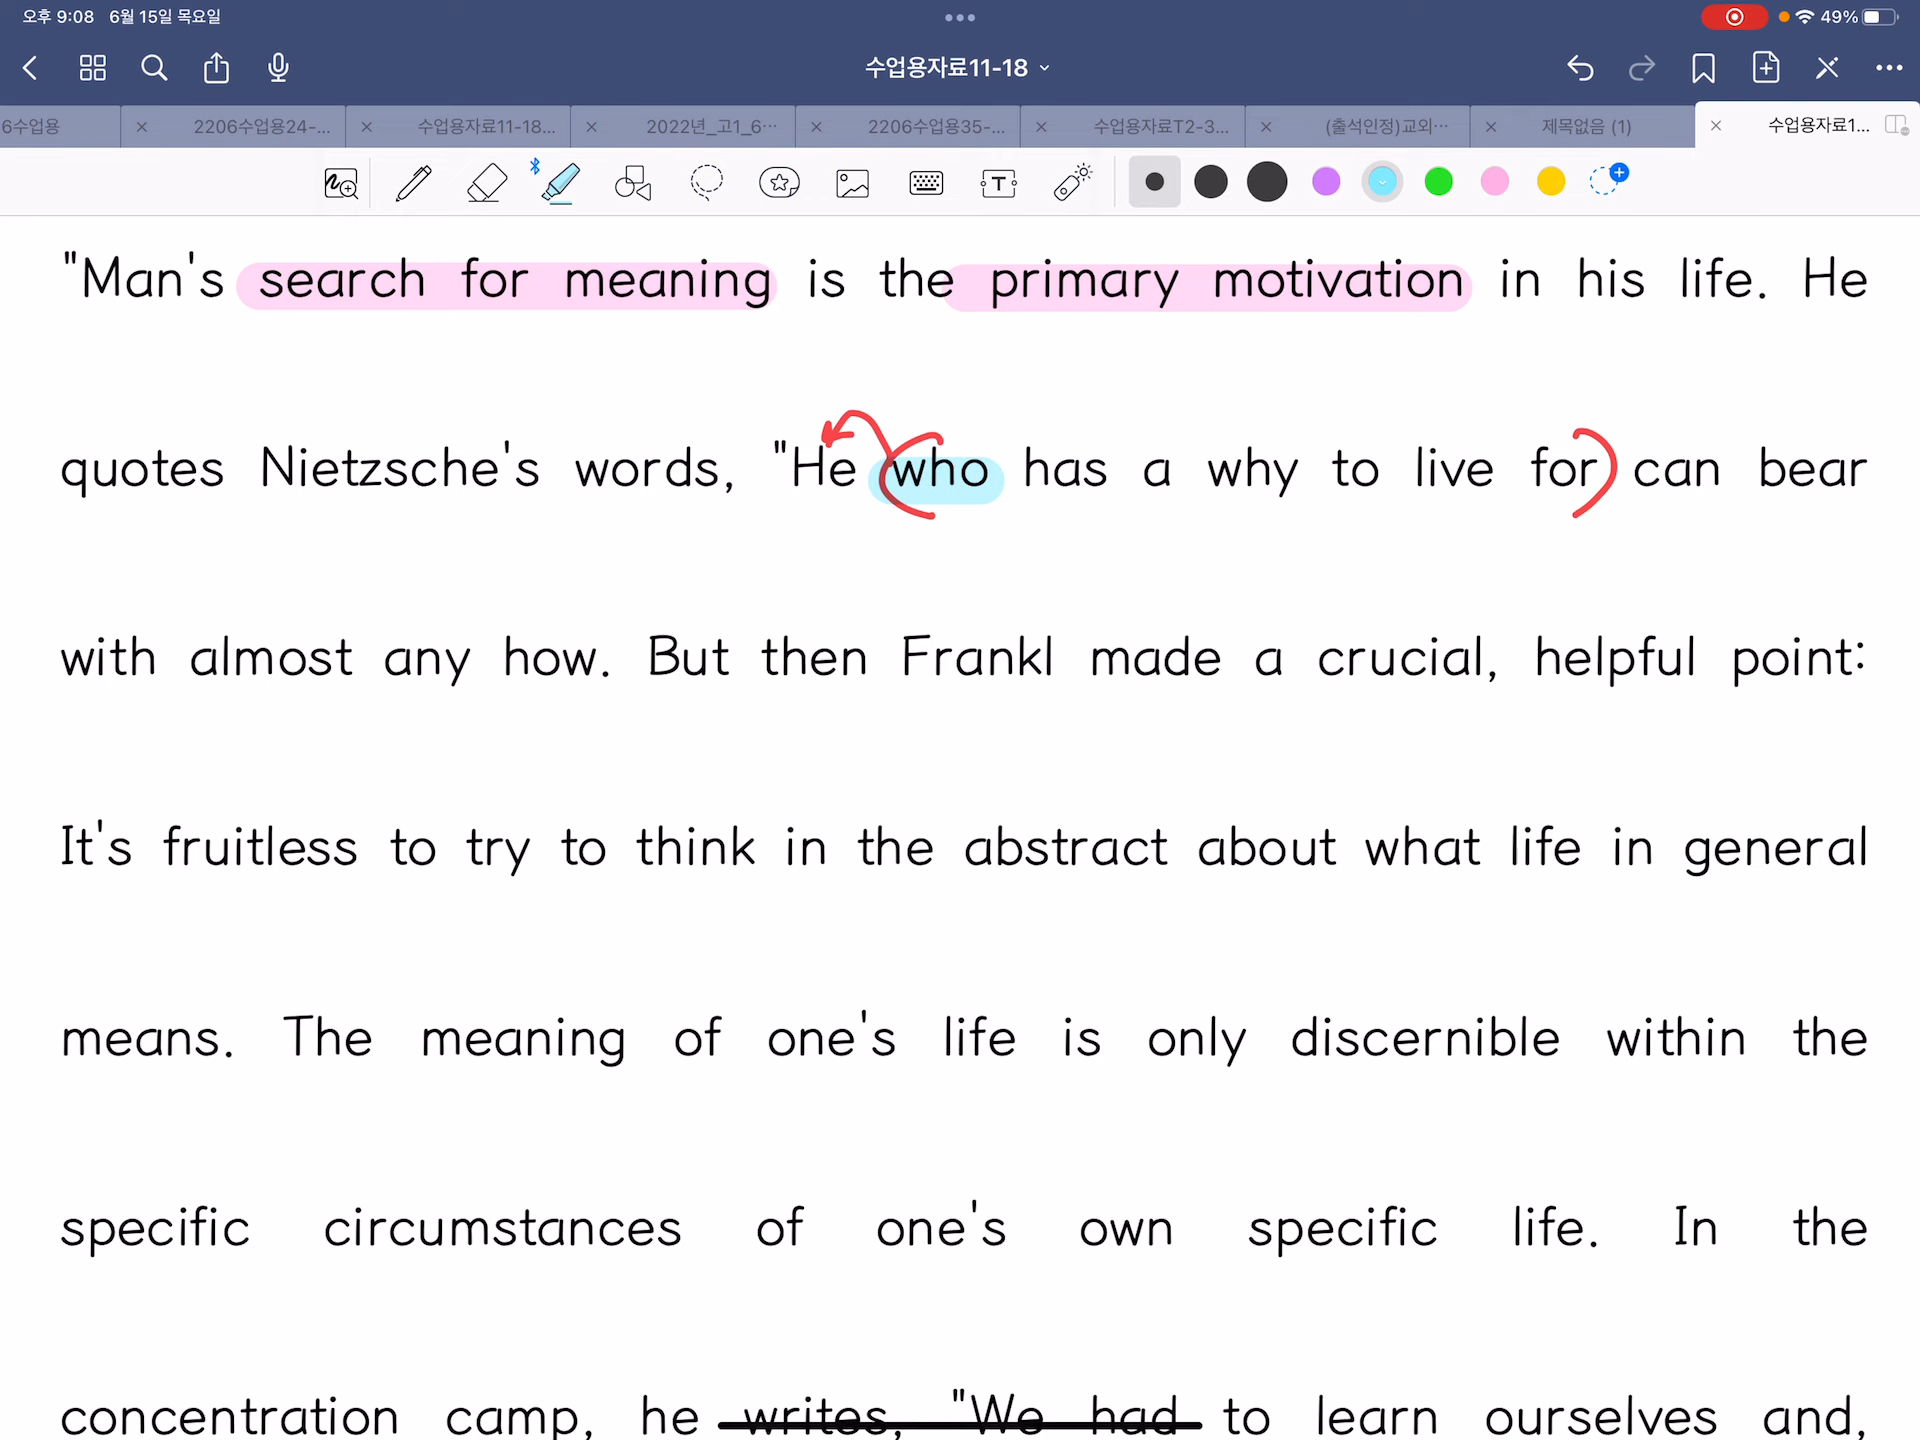 오후 9:08 6월 15일 목요일 49%
수업용자료11-18
6수업용 2206수업용24-... 수업용자료11-18... 2022년_고1_6… 2206수업용35-... 수업용자료T2-3... (출석인정)교외… 제목없음 (1) 수업용자료1...
"Man's search for meaning is the primary motivation in his life. He
quotes Nietzsche's words, "He who has a why to live for can bear
with almost any how. But then Frankl made a crucial, helpful point:
It's fruitless to try to think in the abstract about what life in general
means. The meaning of one's life is only discernible within the
specific circumstances of one's own specific life. In the
concentration camp, he writes, "We had to learn ourselves and,